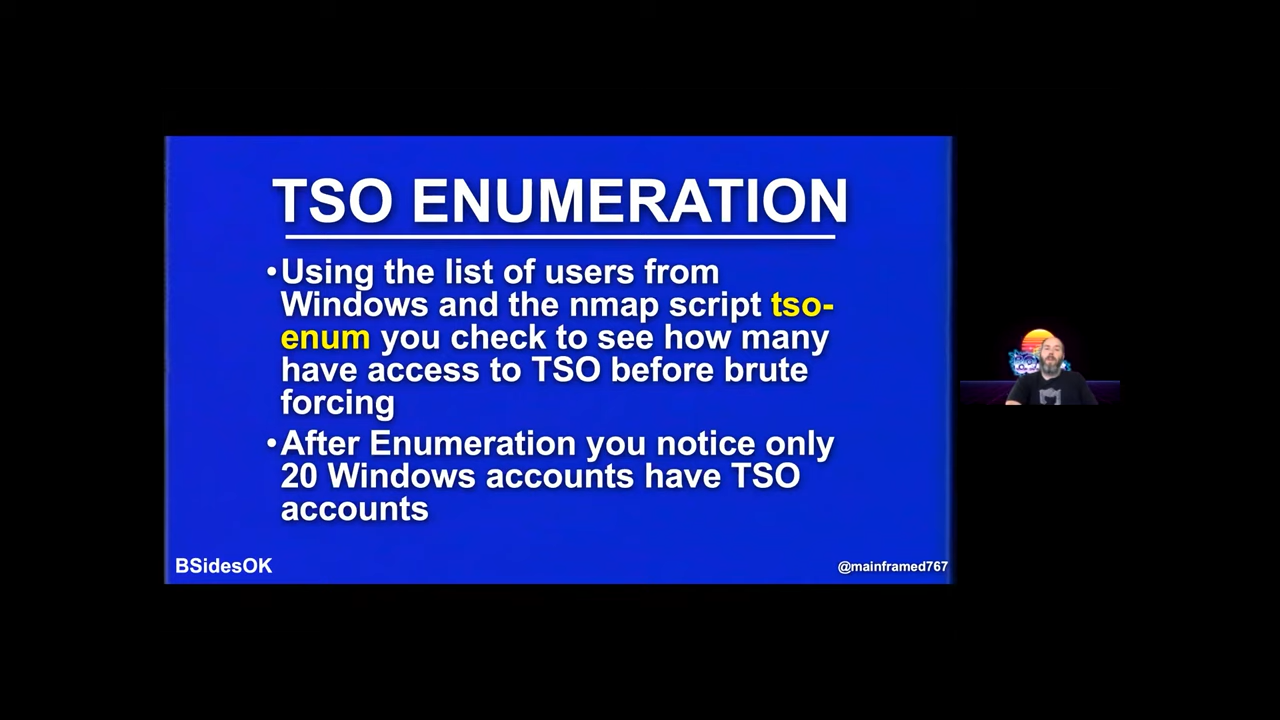 TSO ENUMERATION
•Using the list of users from
Windows and the nmap script tso-
enum you check to see how many
have access to TSO before brute
forcing
•After Enumeration you notice only
20 Windows accounts have TSO
accounts
BSidesOK
@mainframed767